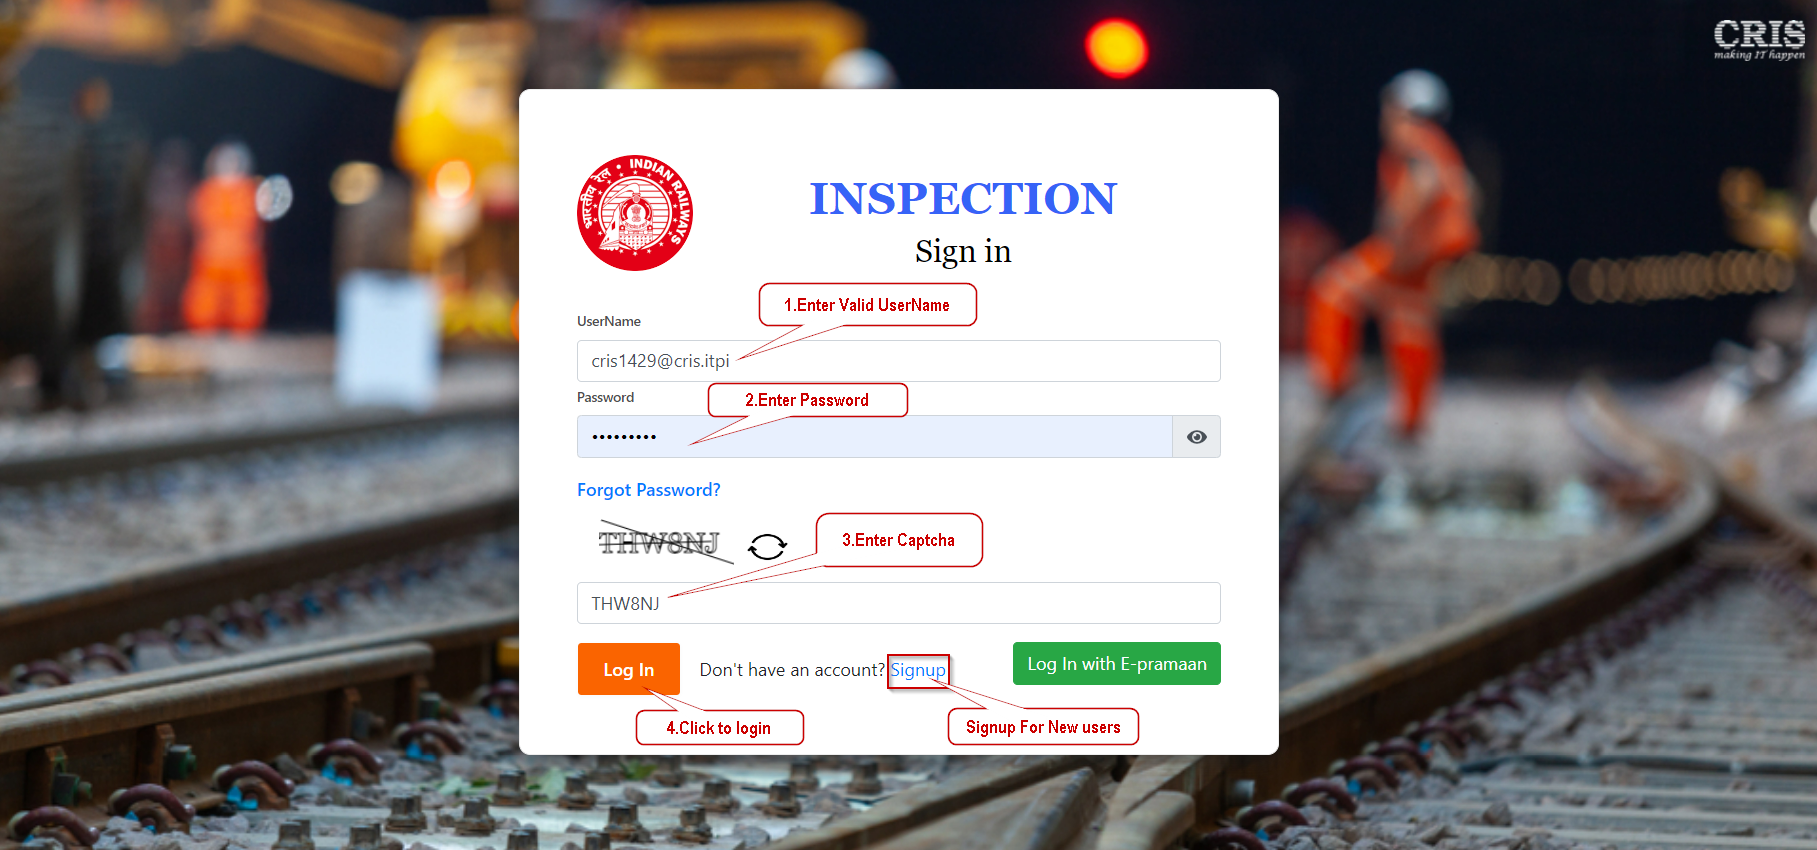 CRIS
making IT happen
भारतीय रेल • INDIAN RAILWAYS
INSPECTION
Sign in
1.Enter Valid UserName
UserName
cris1429@cris.itpi
Password
2.Enter Password
•••••••••
Forgot Password?
THW8NJ
3.Enter Captcha
THW8NJ
Log In
Don't have an account? Signup
Log In with E-pramaan
4.Click to login
Signup For New users